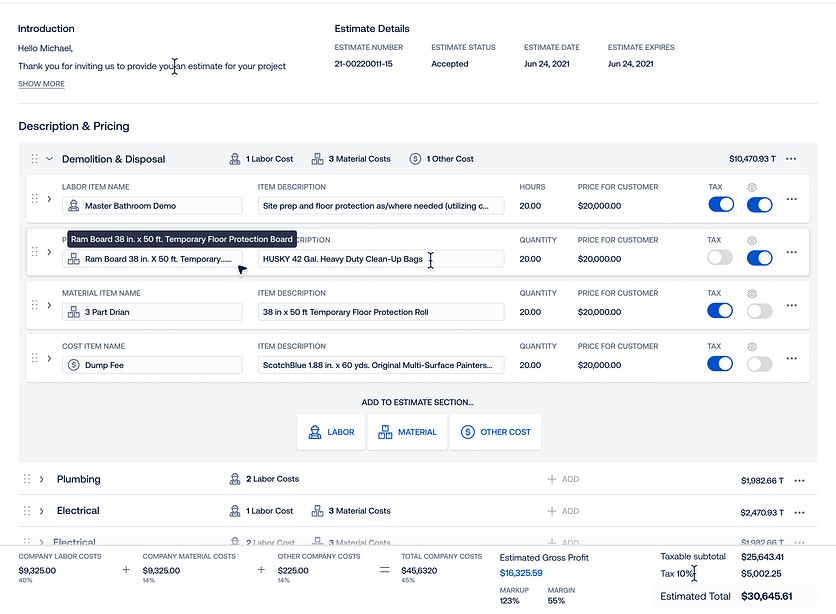 Introduction
Hello Michael,
Thank you for inviting us to provide you an estimate for your project
SHOW MORE
Estimate Details
ESTIMATE NUMBER ESTIMATE STATUS ESTIMATE DATE ESTIMATE EXPIRES
21-00220011-15 Accepted Jun 24, 2021 Jun 24, 2021
Description & Pricing
Demolition & Disposal 1 Labor Cost 3 Material Costs 1 Other Cost $10,470.93 T
LABOR ITEM NAME ITEM DESCRIPTION HOURS PRICE FOR CUSTOMER TAX
Master Bathroom Demo Site prep and floor protection as/where needed (utilizing c... 20.00 $20,000.00
Ram Board 38 in. x 50 ft. Temporary Floor Protection Board
QUANTITY PRICE FOR CUSTOMER TAX
Ram Board 38 in. X 50 ft. Temporary...... HUSKY 42 Gal. Heavy Duty Clean-Up Bags 20.00 $20,000.00
MATERIAL ITEM NAME ITEM DESCRIPTION QUANTITY PRICE FOR CUSTOMER TAX
3 Part Drian 38 in x 50 ft Temporary Floor Protection Roll 20.00 $20,000.00
COST ITEM NAME ITEM DESCRIPTION QUANTITY PRICE FOR CUSTOMER TAX
Dump Fee ScotchBlue 1.88 in. x 60 yds. Original Multi-Surface Painters... 20.00 $20,000.00
ADD TO ESTIMATE SECTION...
LABOR MATERIAL OTHER COST
Plumbing 2 Labor Costs + ADD $1,982.66 T
Electrical 1 Labor Cost 3 Material Costs + ADD $2,470.93 T
Electrical 2 Labor Cost 3 Material Costs + ADD $1,982.66 T
COMPANY LABOR COSTS COMPANY MATERIAL COSTS OTHER COMPANY COSTS TOTAL COMPANY COSTS
$9,325.00 + $9,325.00 + $225.00 = $45,6320
40% 14% 14% 45%
Estimated Gross Profit
$16,325.59
MARKUP MARGIN
123% 55%
Taxable subtotal $25,643.41
Tax 10% $5,002.25
Estimated Total $30,645.61